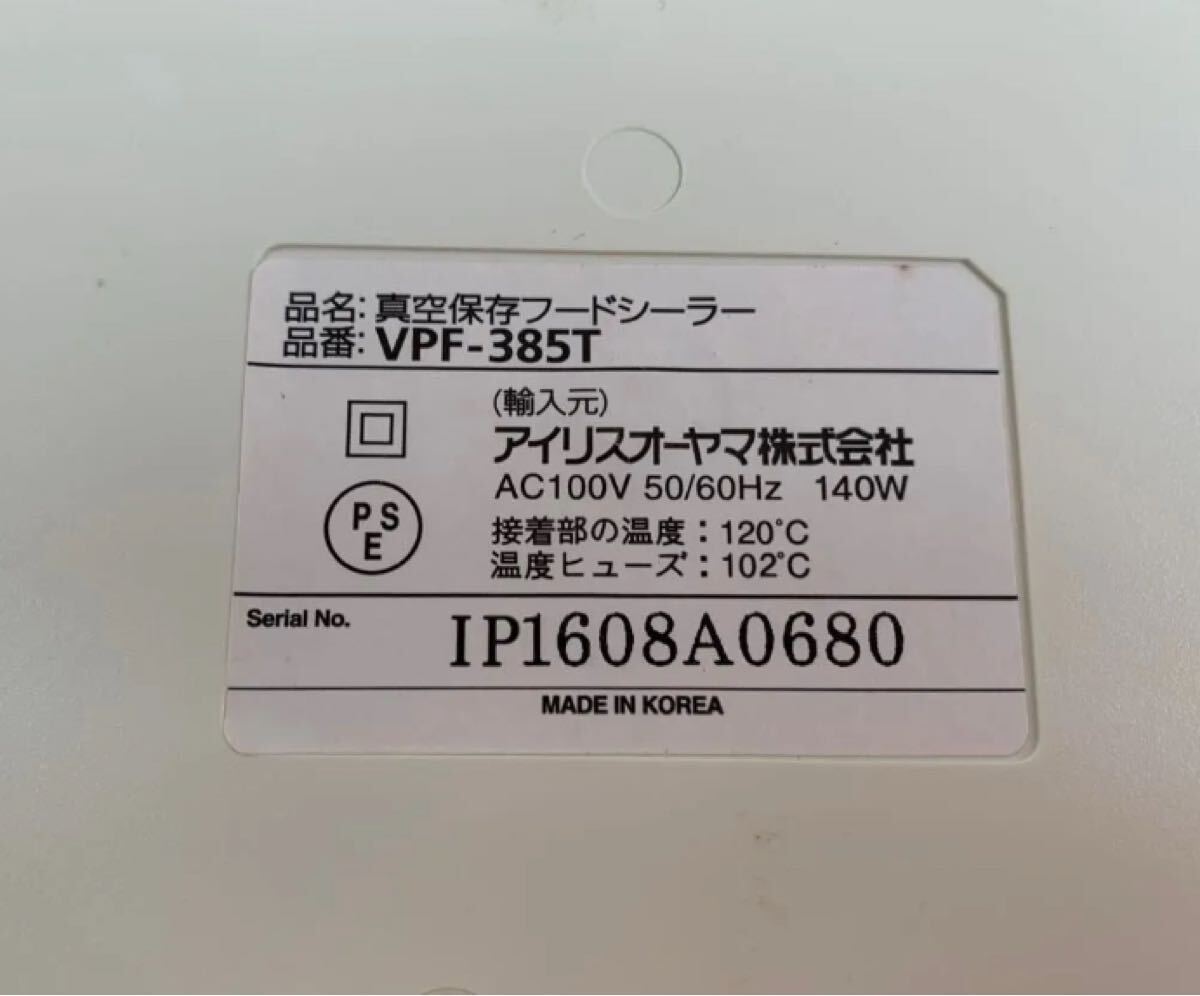 品名: 真空保存フードシーラー
品番: VPF-385T
(輸入元)
アイリスオーヤマ株式会社
AC100V 50/60Hz 140W
PS
E
接着部の温度：120°C
温度ヒューズ：102°C
Serial No. IP1608A0680
MADE IN KOREA